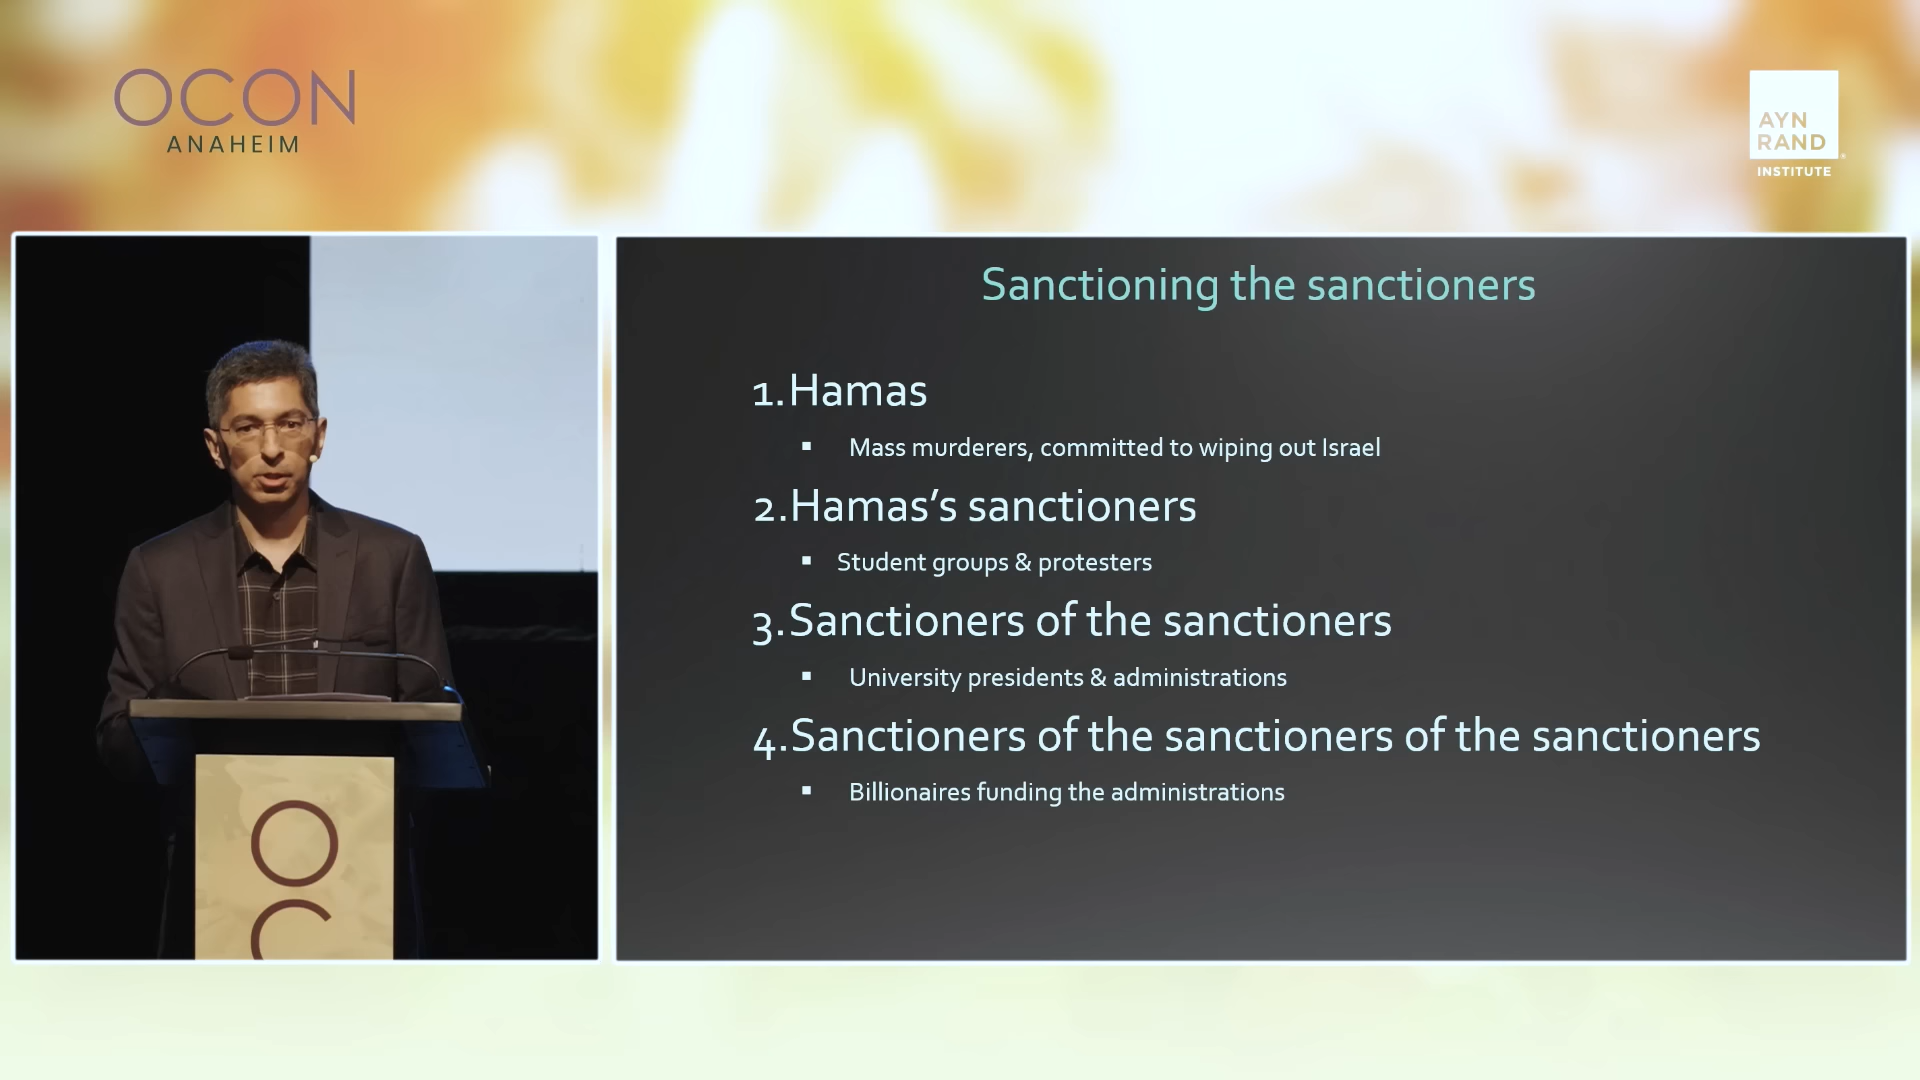 OCON
ANAHEIM
AYN
RAND
INSTITUTE
Sanctioning the sanctioners
1. Hamas
▪ Mass murderers, committed to wiping out Israel
2. Hamas’s sanctioners
▪ Student groups & protesters
3. Sanctioners of the sanctioners
▪ University presidents & administrations
4. Sanctioners of the sanctioners of the sanctioners
▪ Billionaires funding the administrations
OC